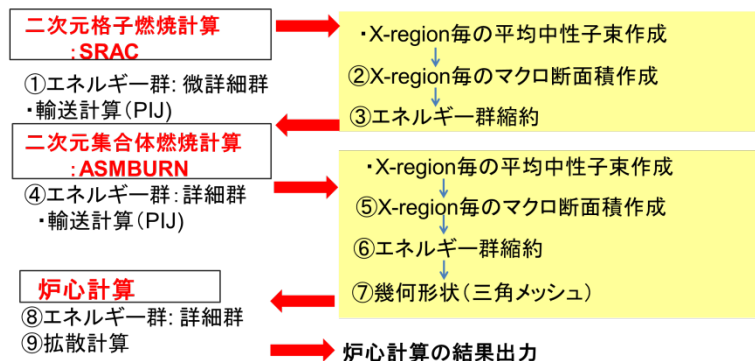 二次元格子燃焼計算
:SRAC
①エネルギー群: 微詳細群
・輸送計算(PIJ)
・X-region毎の平均中性子束作成
②X-region毎のマクロ断面積作成
③エネルギー群縮約
二次元集合体燃焼計算
:ASMBURN
④エネルギー群:詳細群
・輸送計算(PIJ)
・X-region毎の平均中性子束作成
⑤X-region毎のマクロ断面積作成
⑥エネルギー群縮約
⑦幾何形状(三角メッシュ)
炉心計算
⑧エネルギー群: 詳細群
⑨拡散計算
炉心計算の結果出力